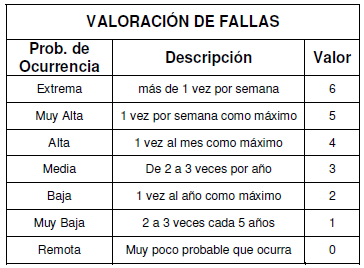 VALORACIÓN DE FALLAS
Prob. de Ocurrencia Descripción Valor
Extrema más de 1 vez por semana 6
Muy Alta 1 vez por semana como máximo 5
Alta 1 vez al mes como máximo 4
Media De 2 a 3 veces por año 3
Baja 1 vez al año como máximo 2
Muy Baja 2 a 3 veces cada 5 años 1
Remota Muy poco probable que ocurra 0